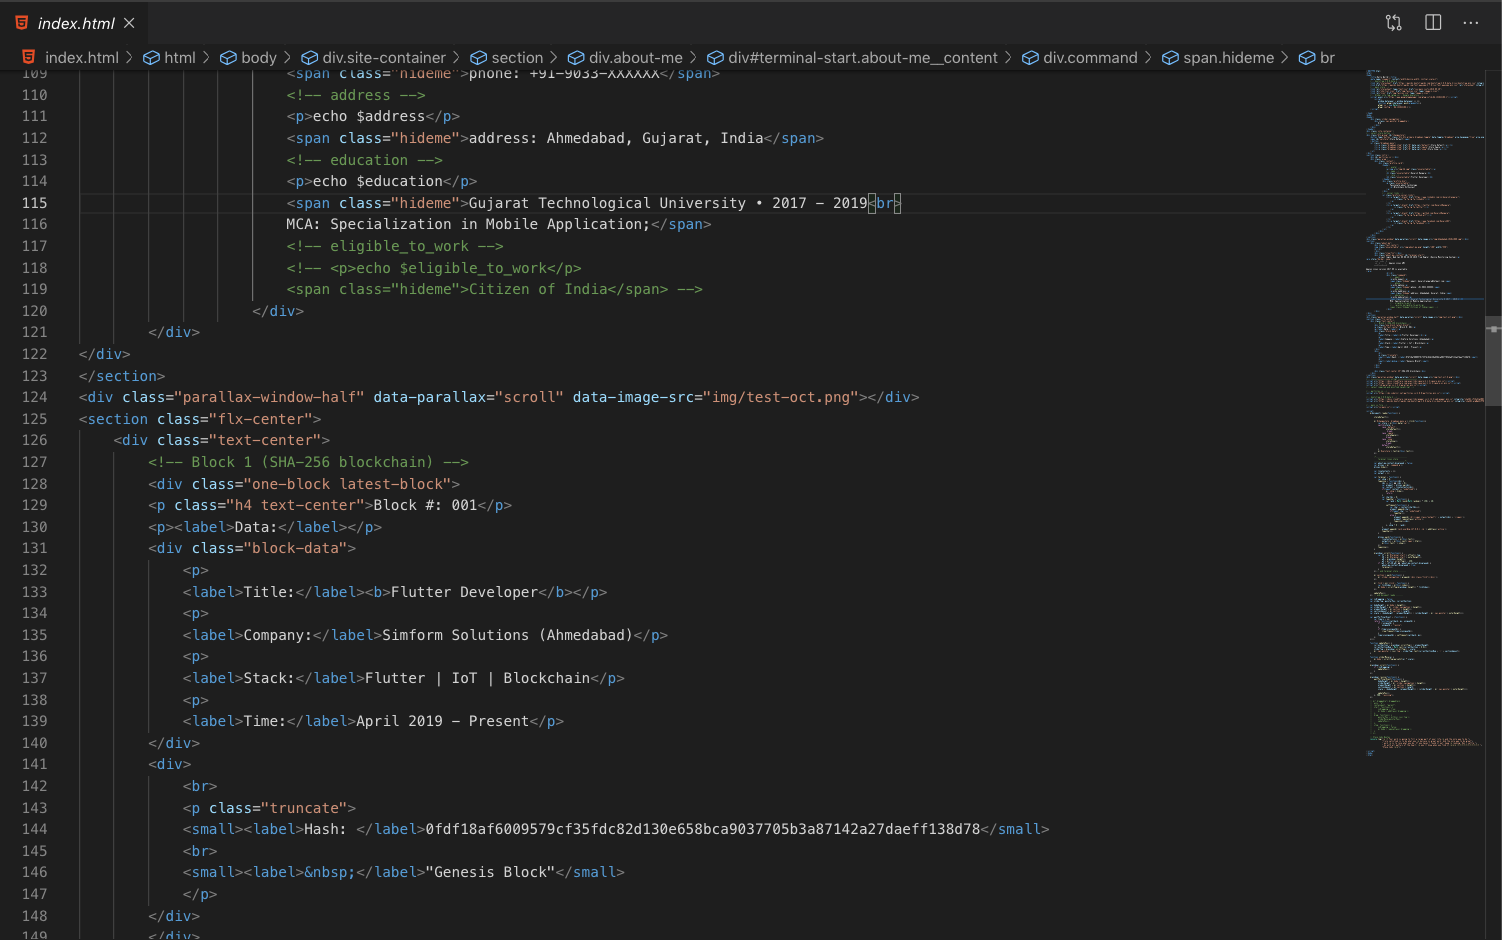 index.html
index.html > html > body > div.site-container > section > div.about-me > div#terminal-start.about-me__content > div.command > span.hideme > br
109 <span class="hideme">phone: +91-9033-XXXXXX</span>
110 <!-- address -->
111 <p>echo $address</p>
112 <span class="hideme">address: Ahmedabad, Gujarat, India</span>
113 <!-- education -->
114 <p>echo $education</p>
115 <span class="hideme">Gujarat Technological University • 2017 – 2019<br>
116 MCA: Specialization in Mobile Application;</span>
117 <!-- eligible_to_work -->
118 <!-- <p>echo $eligible_to_work</p>
119 <span class="hideme">Citizen of India</span> -->
120 </div>
121 </div>
122 </div>
123 </section>
124 <div class="parallax-window-half" data-parallax="scroll" data-image-src="img/test-oct.png"></div>
125 <section class="flx-center">
126 <div class="text-center">
127 <!-- Block 1 (SHA-256 blockchain) -->
128 <div class="one-block latest-block">
129 <p class="h4 text-center">Block #: 001</p>
130 <p><label>Data:</label></p>
131 <div class="block-data">
132 <p>
133 <label>Title:</label><b>Flutter Developer</b></p>
134 <p>
135 <label>Company:</label>Simform Solutions (Ahmedabad)</p>
136 <p>
137 <label>Stack:</label>Flutter | IoT | Blockchain</p>
138 <p>
139 <label>Time:</label>April 2019 – Present</p>
140 </div>
141 <div>
142 <br>
143 <p class="truncate">
144 <small><label>Hash: </label>0fdf18af6009579cf35fdc82d130e658bca9037705b3a87142a27daeff138d78</small>
145 <br>
146 <small><label>&nbsp;</label>"Genesis Block"</small>
147 </p>
148 </div>
149 </div>